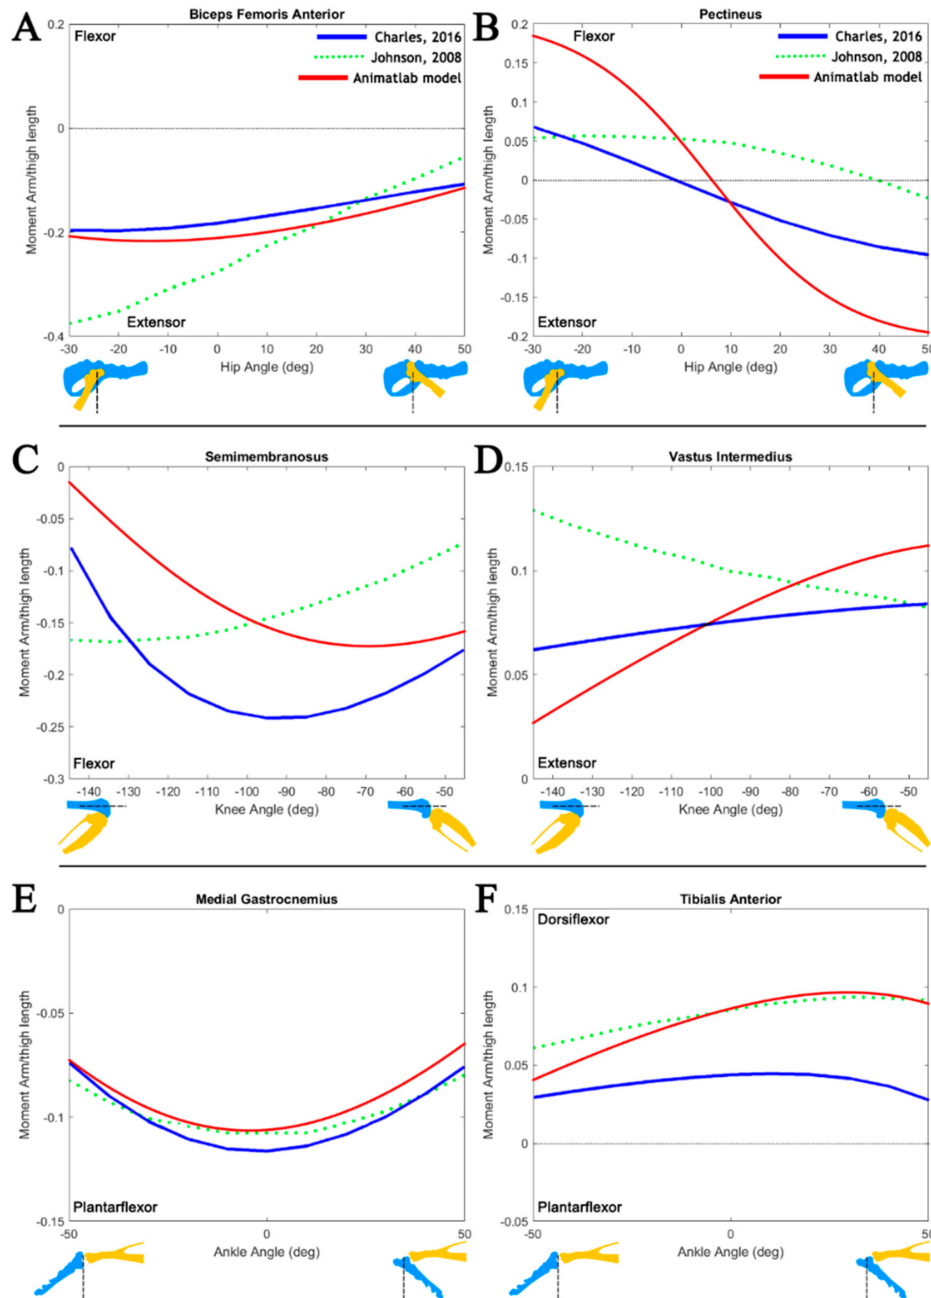 A
Biceps Femoris Anterior
Flexor
Charles, 2016
Johnson, 2008
Animatlab model
Extensor
Moment Arm/thigh length
0.2
0
-0.2
-0.4
-30 -20 -10 0 10 20 30 40 50
Hip Angle (deg)
B
Pectineus
Flexor
Charles, 2016
Johnson, 2008
Animatlab model
Extensor
Moment Arm/thigh length
0.2
0.15
0.1
0.05
0
-0.05
-0.1
-0.15
-0.2
-30 -20 -10 0 10 20 30 40 50
Hip Angle (deg)
C
Semimembranosus
Flexor
Moment Arm/thigh length
0
-0.05
-0.1
-0.15
-0.2
-0.25
-0.3
-140 -130 -120 -110 -100 -90 -80 -70 -60 -50
Knee Angle (deg)
D
Vastus Intermedius
Extensor
Moment Arm/thigh length
0.15
0.1
0.05
0
-140 -130 -120 -110 -100 -90 -80 -70 -60 -50
Knee Angle (deg)
E
Medial Gastrocnemius
Plantarflexor
Moment Arm/thigh length
0
-0.05
-0.1
-0.15
-50 0 50
Ankle Angle (deg)
F
Tibialis Anterior
Dorsiflexor
Plantarflexor
Moment Arm/thigh length
0.15
0.1
0.05
0
-0.05
-50 0 50
Ankle Angle (deg)